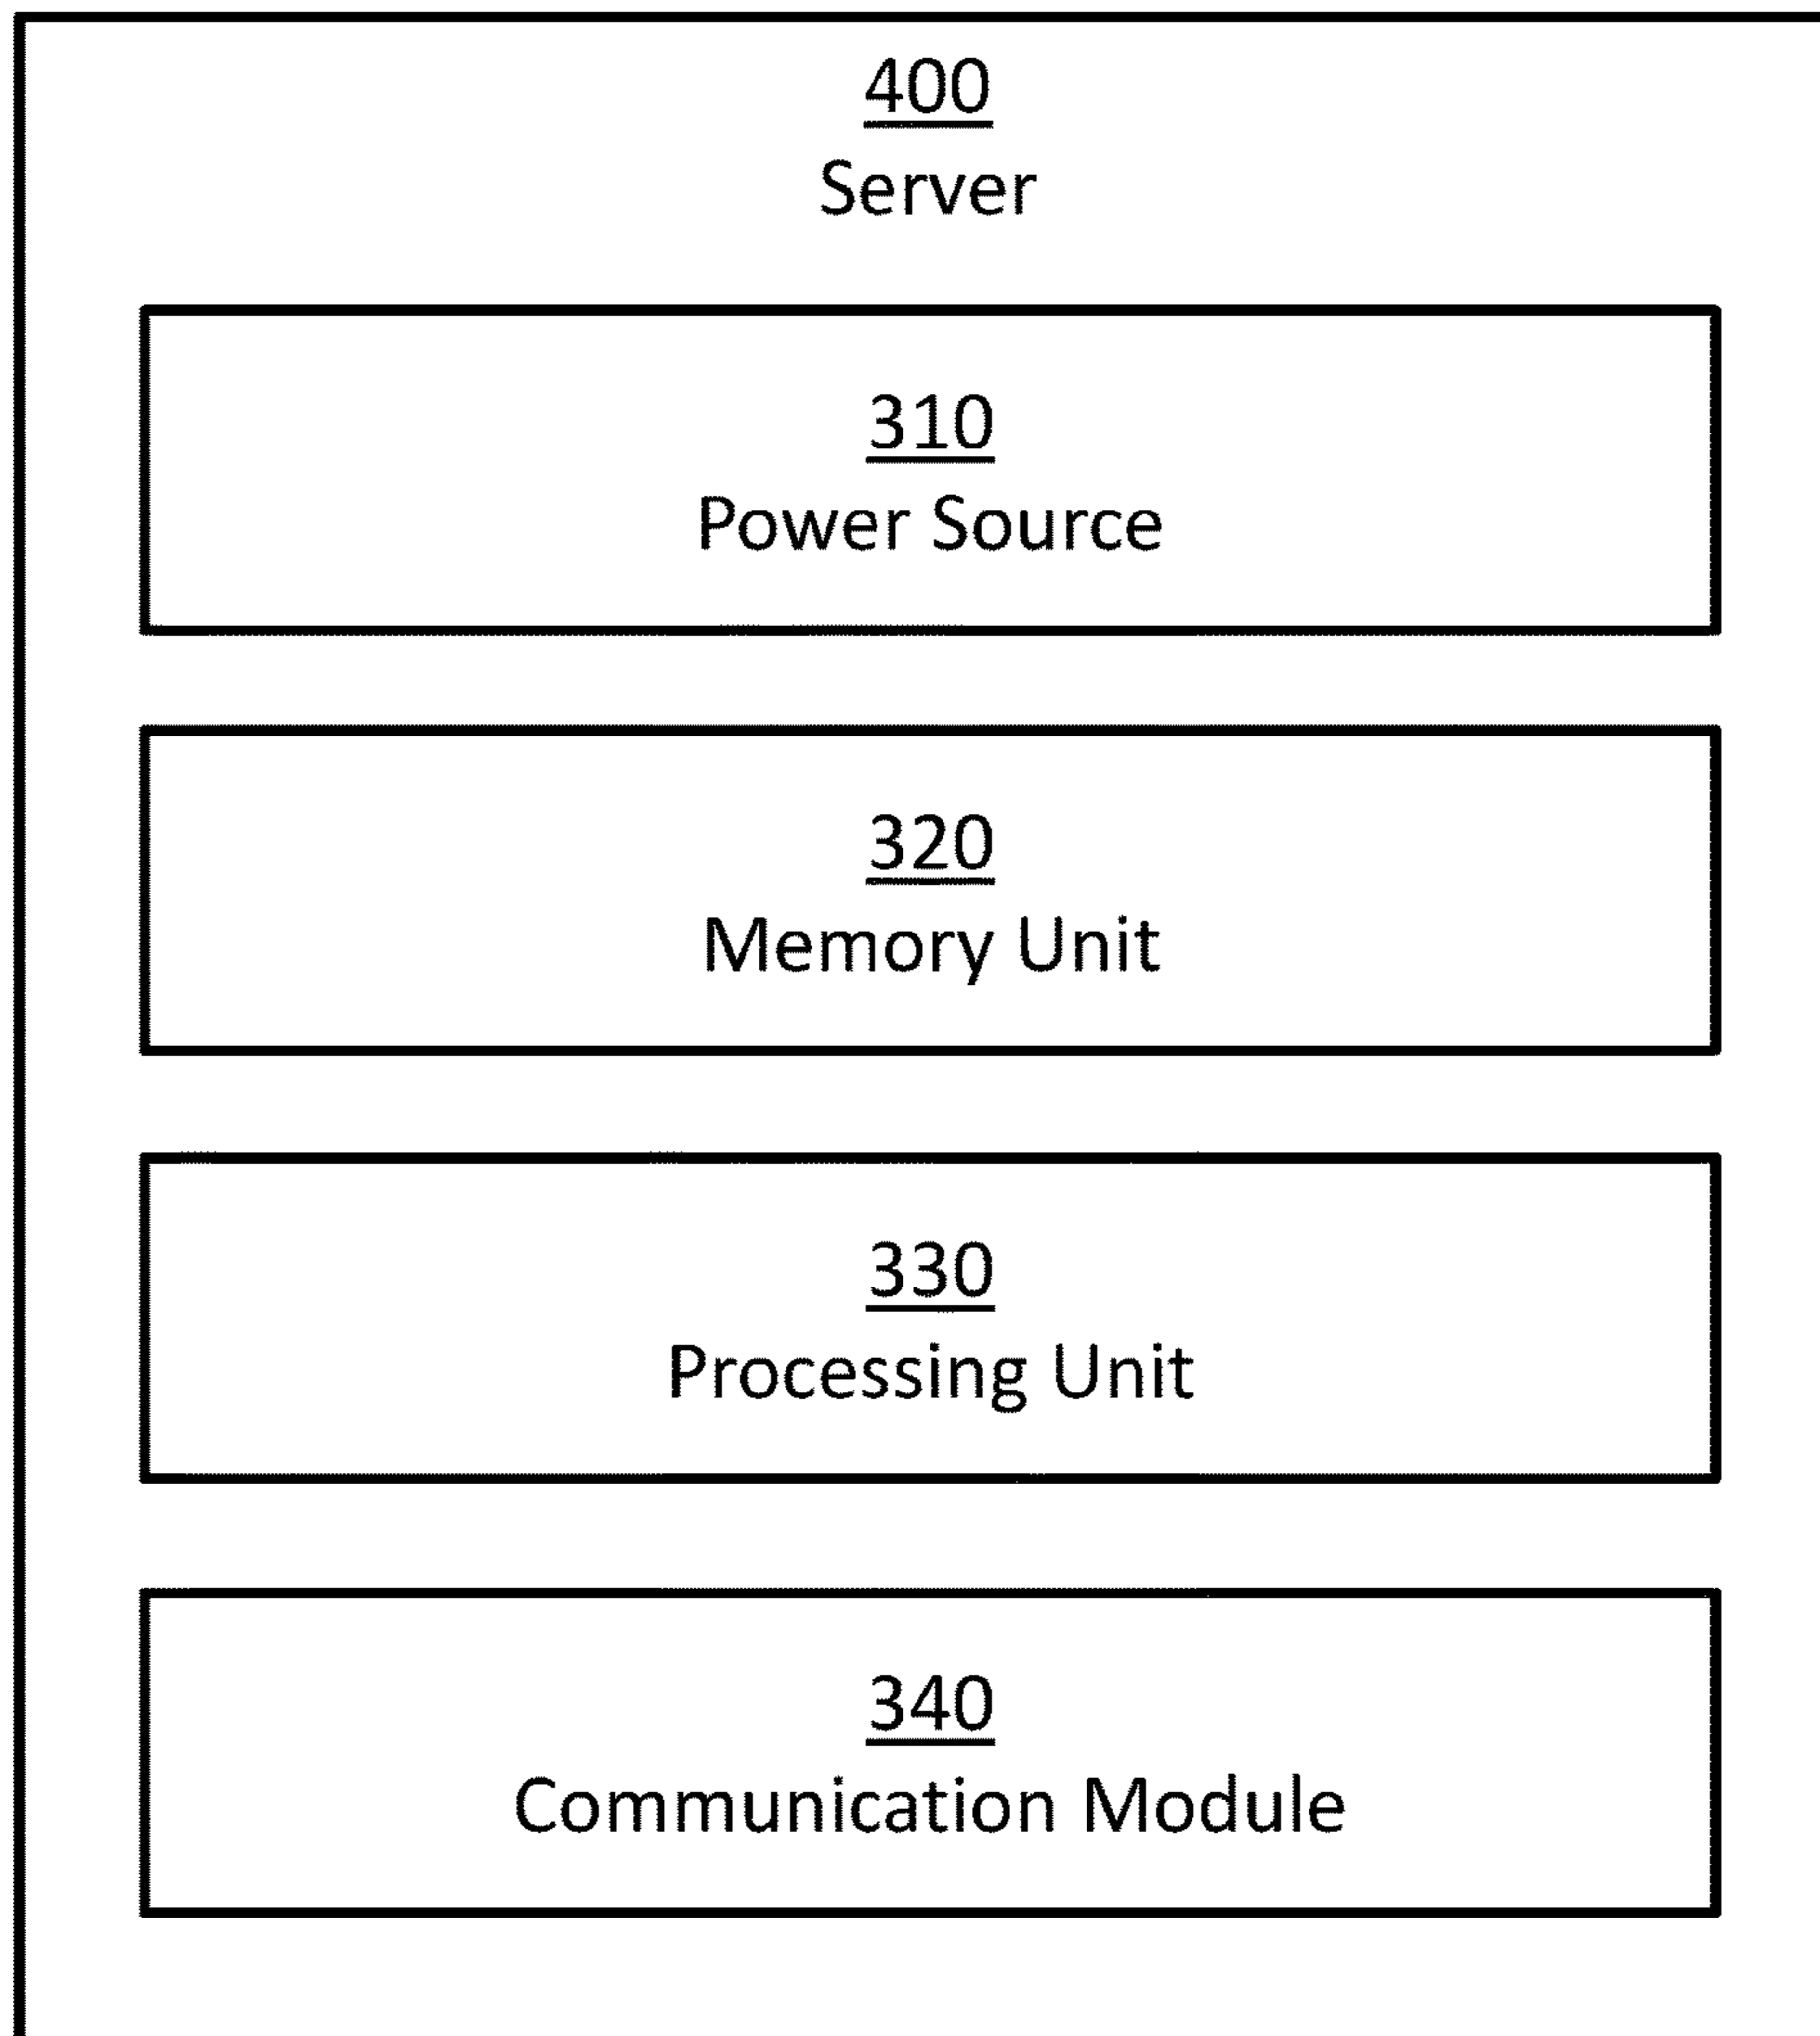 400
Server
310
Power Source
320
Memory Unit
330
Processing Unit
340
Communication Module